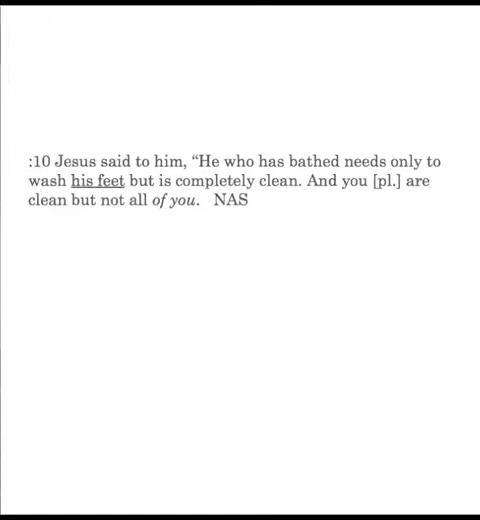 :10 Jesus said to him, “He who has bathed needs only to
wash his feet but is completely clean. And you [pl.] are
clean but not all of you.   NAS